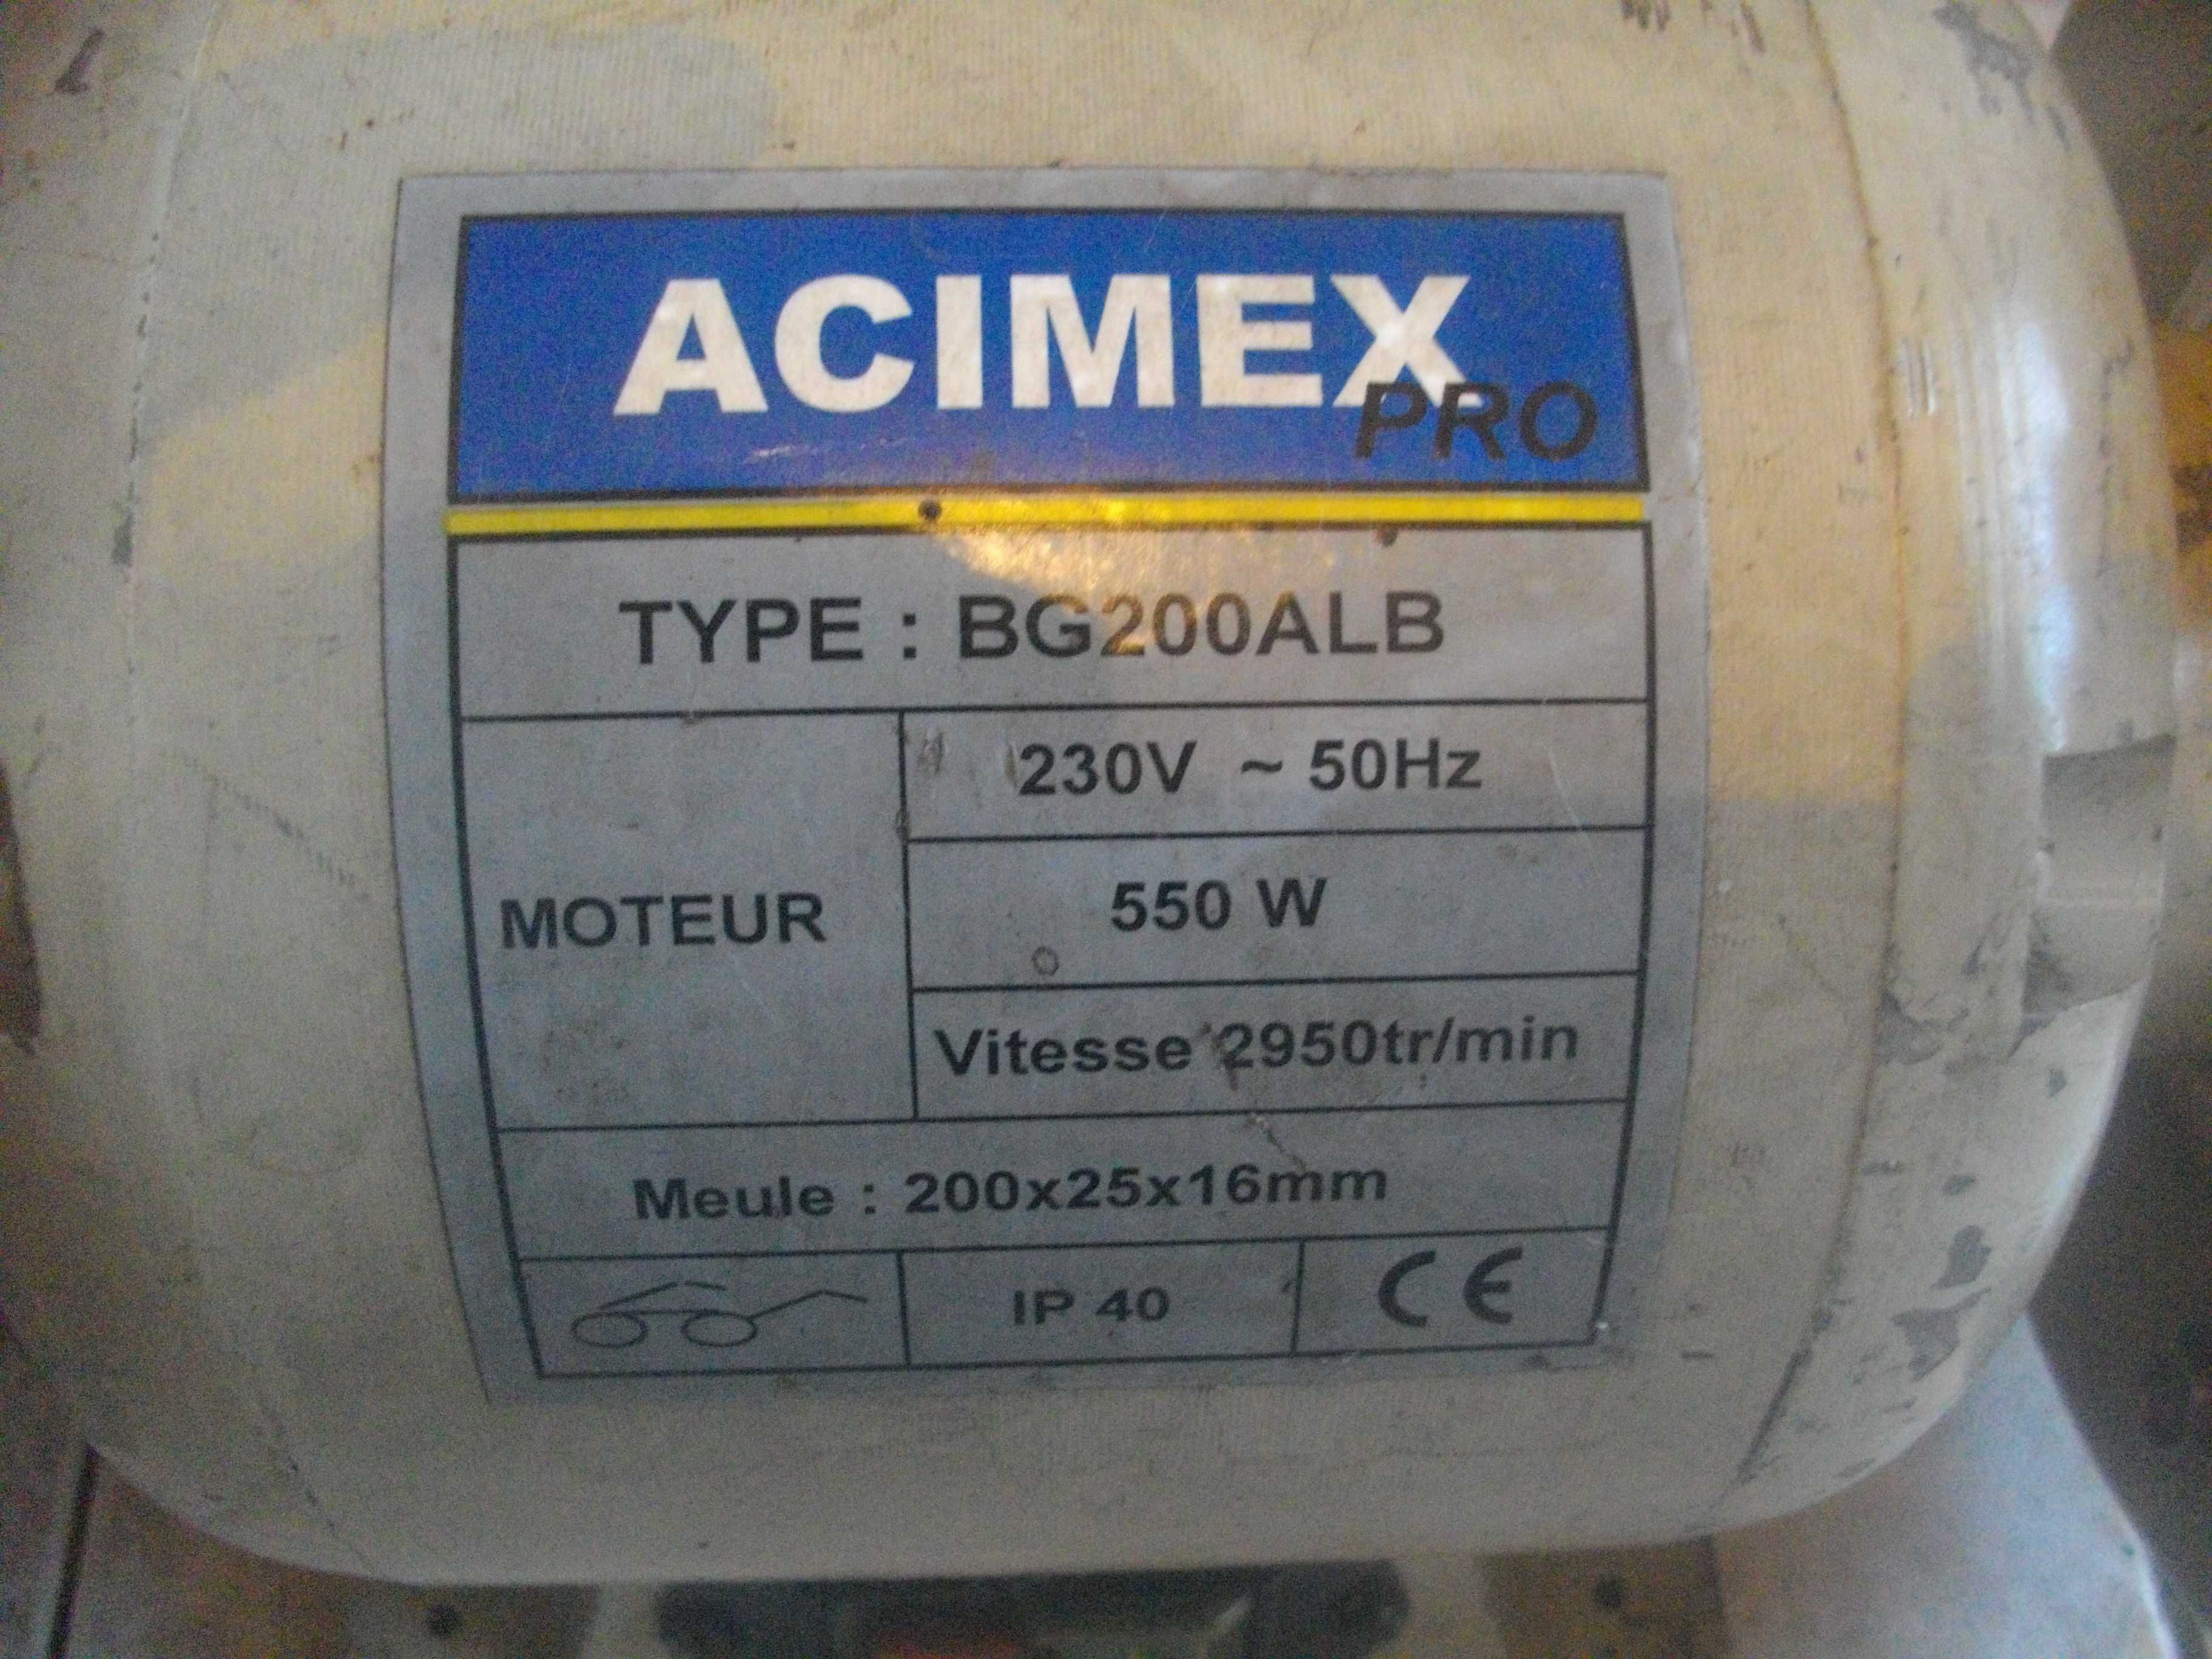 ACIMEX
PRO
TYPE : BG200ALB
MOTEUR
230V ~ 50Hz
550 W
Vitesse 2950tr/min
Meule : 200x25x16mm
IP 40
CE